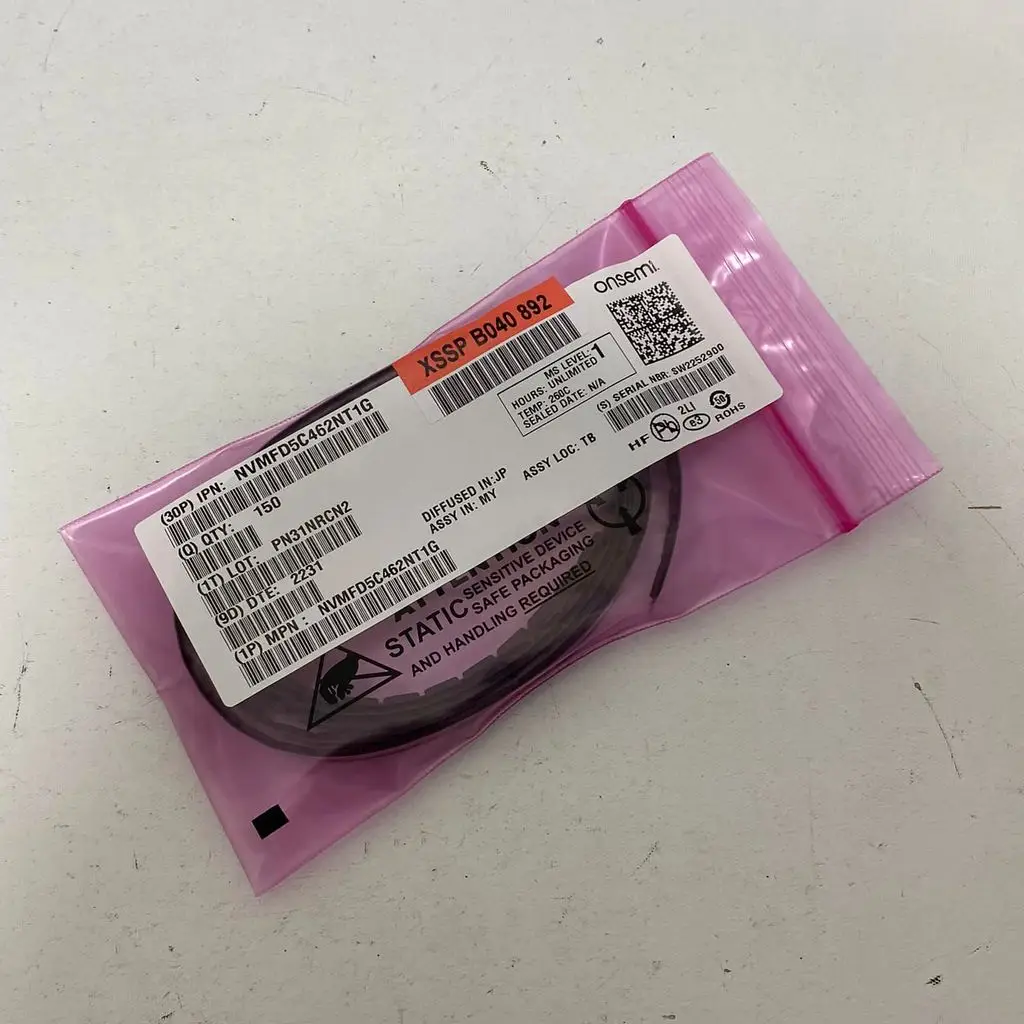 onsemi
XSSP B040 892
MS LEVEL: 1
HOURS: UNLIMITED
TEMP: 260C
SEALED DATE: N/A
(S) SERIAL NBR: SW2252900
HF Pb 2LI e3 ROHS
(30P) IPN: NVMFD5C462NT1G
(Q) QTY: 150
(1T) LOT: PN31NRCN2
(9D) DTE: 2231
(1P) MPN : NVMFD5C462NT1G
DIFFUSED IN: JP
ASSY IN: MY
ASSY LOC: TB
ATTENTION
STATIC SENSITIVE DEVICE
SAFE PACKAGING
AND HANDLING REQUIRED